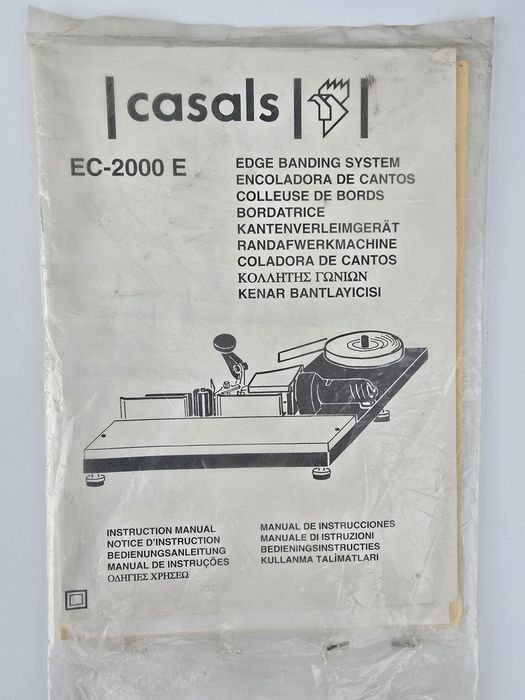 casals
EC-2000 E
EDGE BANDING SYSTEM
ENCOLADORA DE CANTOS
COLLEUSE DE BORDS
BORDATRICE
KANTENVERLEIMGERÄT
RANDAFWERKMACHINE
COLADORA DE CANTOS
ΚΟΛΛΗΤΗΣ ΓΩΝΙΩΝ
KENAR BANTLAYICISI
INSTRUCTION MANUAL
NOTICE D'INSTRUCTION
BEDIENUNGSANLEITUNG
MANUAL DE INSTRUÇÕES
ΟΔΗΓΙΕΣ ΧΡΗΣΕΩ
MANUAL DE INSTRUCCIONES
MANUALE DI ISTRUZIONI
BEDIENINGSINSTRUCTIES
KULLANMA TALİMATLARI